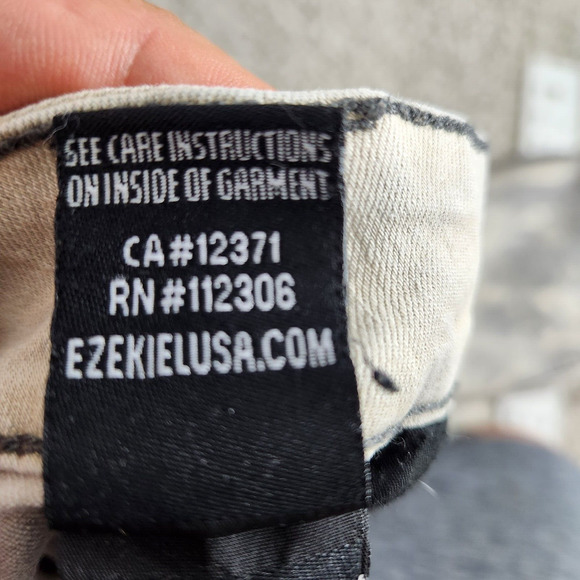 SEE CARE INSTRUCTIONS
ON INSIDE OF GARMENT
CA#12371
RN#112306
EZEKIELUSA.COM